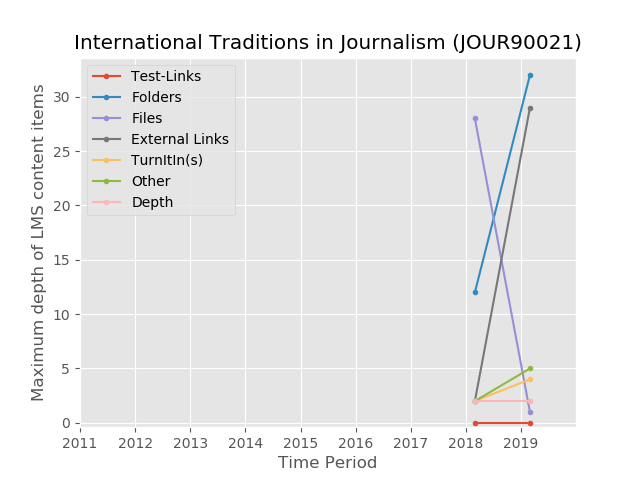 International Traditions in Journalism (JOUR90021)
Test-Links
Folders
Files
External Links
TurnItIn(s)
Other
Depth
Maximum depth of LMS content items
30
25
20
15
10
5
0
2011 2012 2013 2014 2015 2016 2017 2018 2019
Time Period